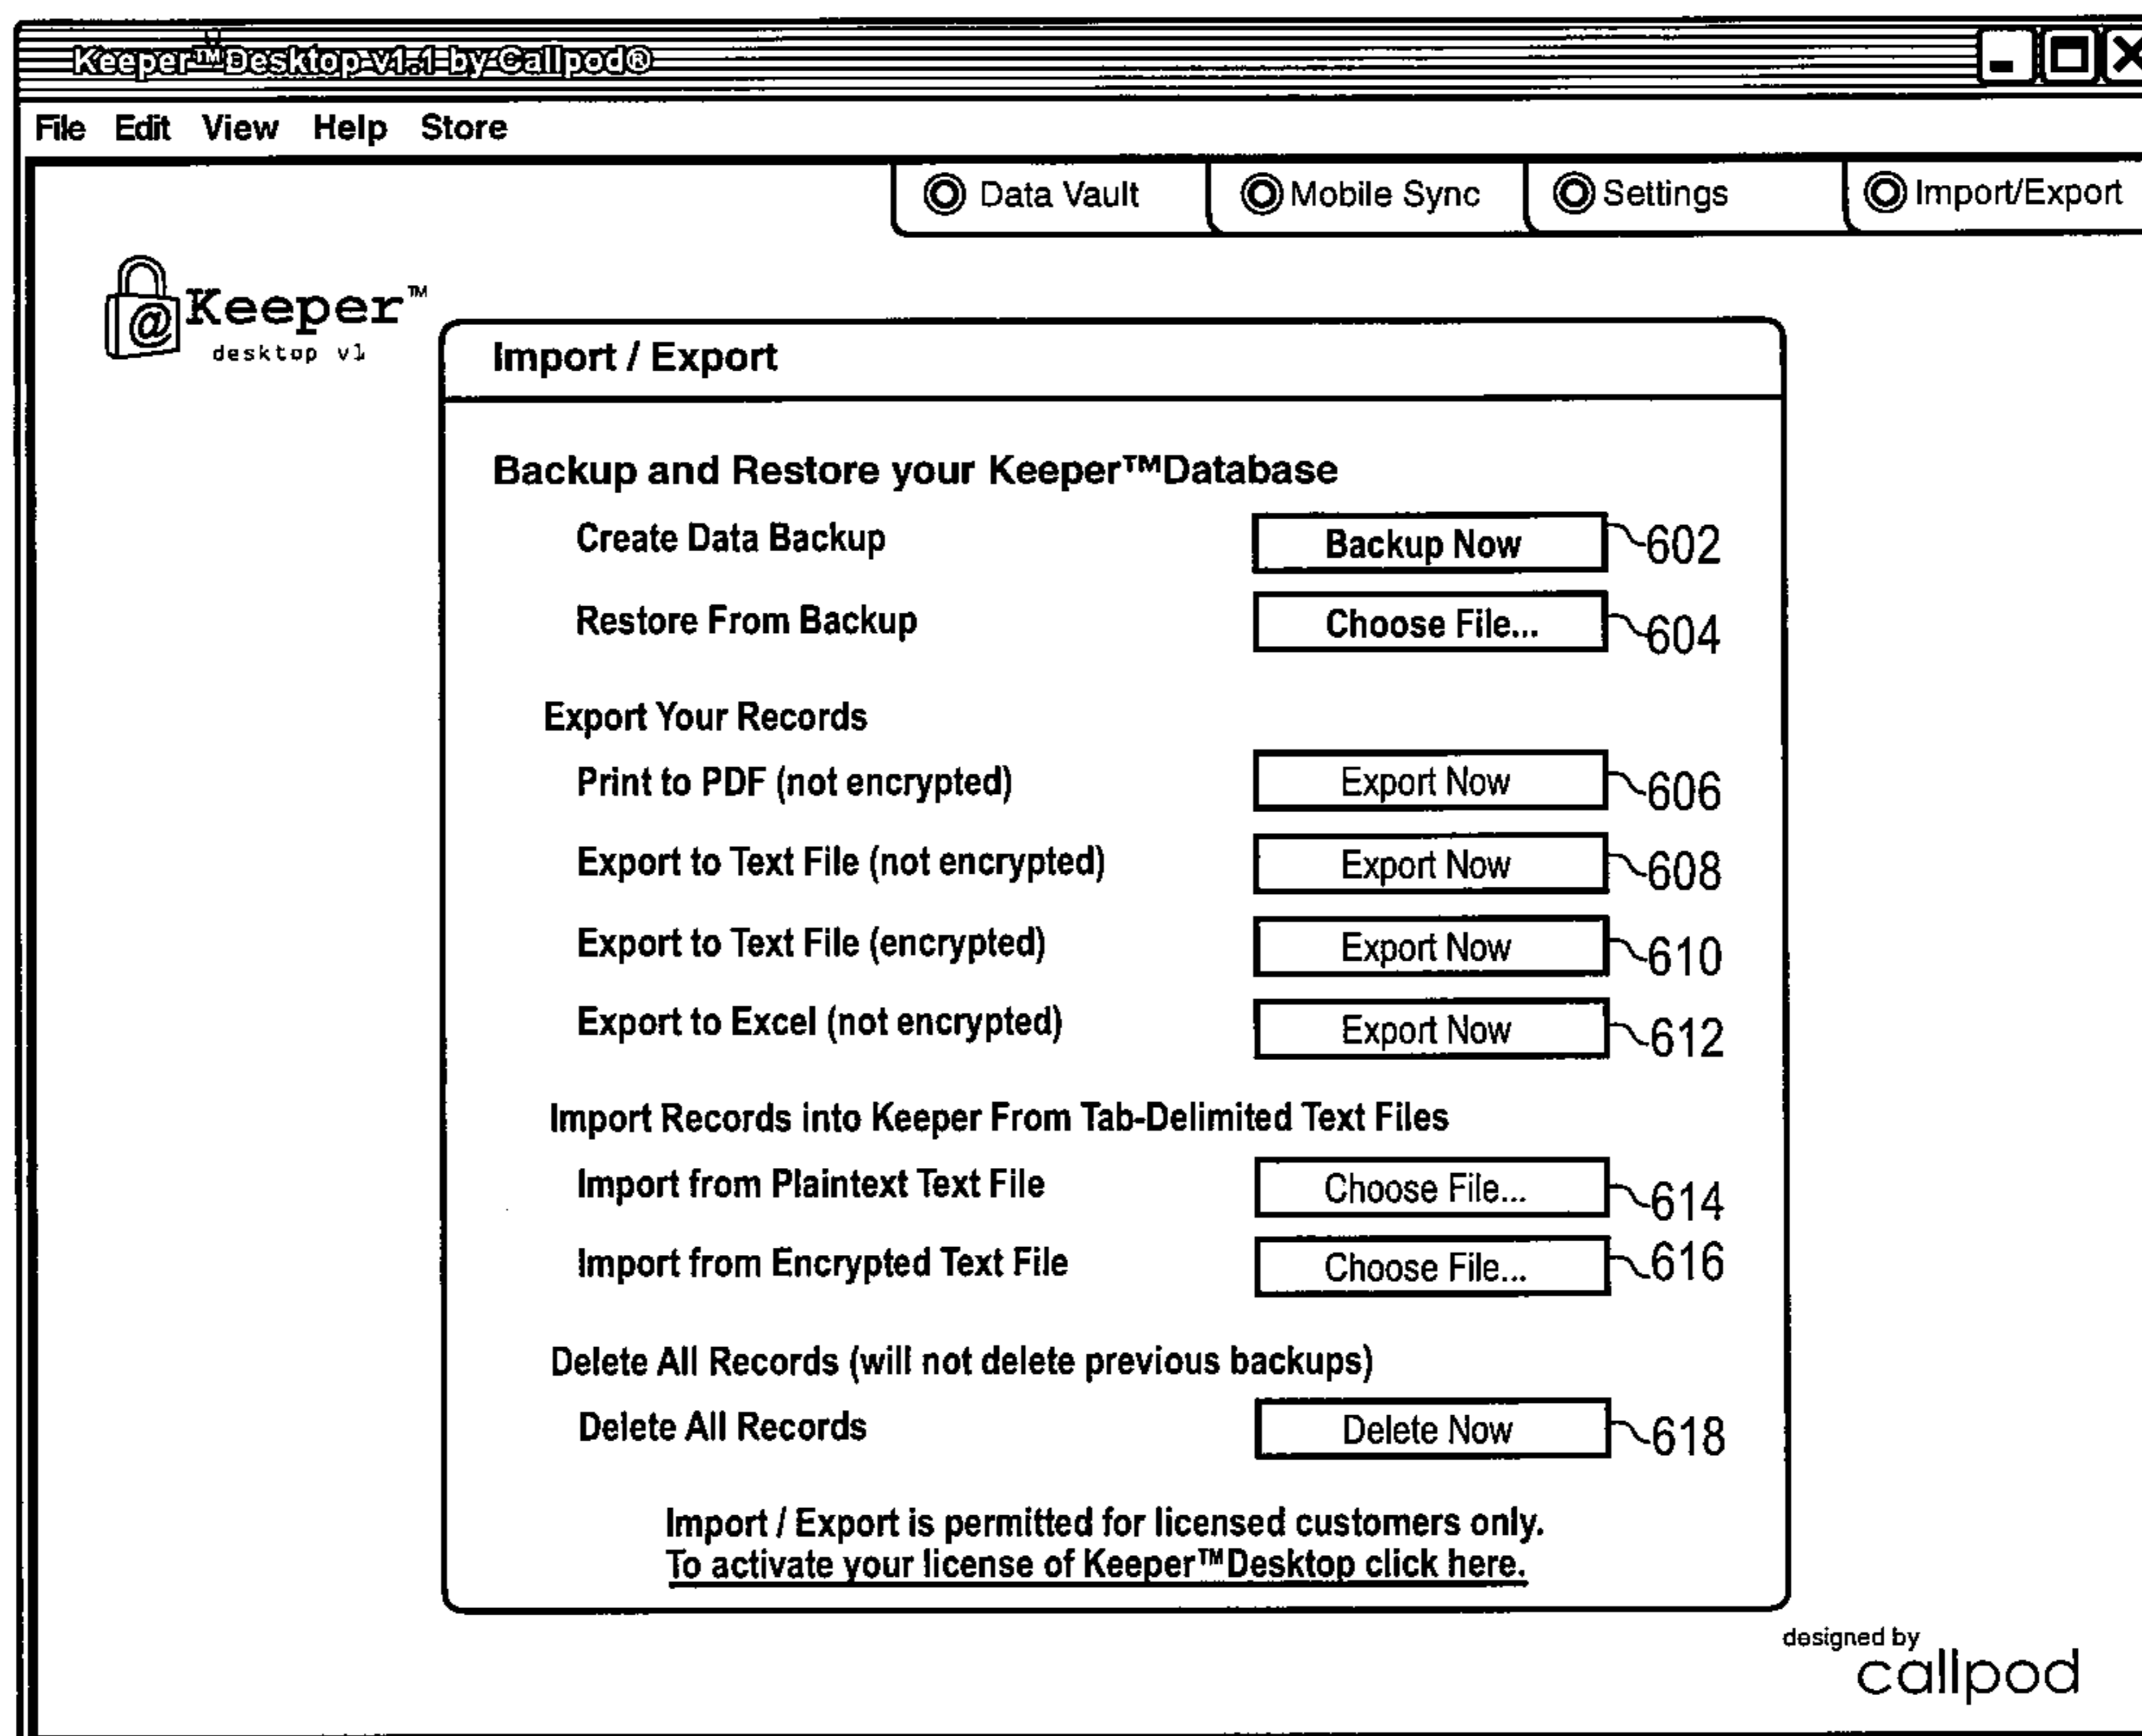 Keeper™ Desktop v1.1 by Callpod®
File Edit View Help Store
Data Vault Mobile Sync Settings Import/Export
@ Keeper™
desktop v1
Import / Export
Backup and Restore your Keeper™Database
Create Data Backup Backup Now 602
Restore From Backup Choose File... 604
Export Your Records
Print to PDF (not encrypted) Export Now 606
Export to Text File (not encrypted) Export Now 608
Export to Text File (encrypted) Export Now 610
Export to Excel (not encrypted) Export Now 612
Import Records into Keeper From Tab-Delimited Text Files
Import from Plaintext Text File Choose File... 614
Import from Encrypted Text File Choose File... 616
Delete All Records (will not delete previous backups)
Delete All Records Delete Now 618
Import / Export is permitted for licensed customers only.
To activate your license of Keeper™Desktop click here.
designed by
callpod